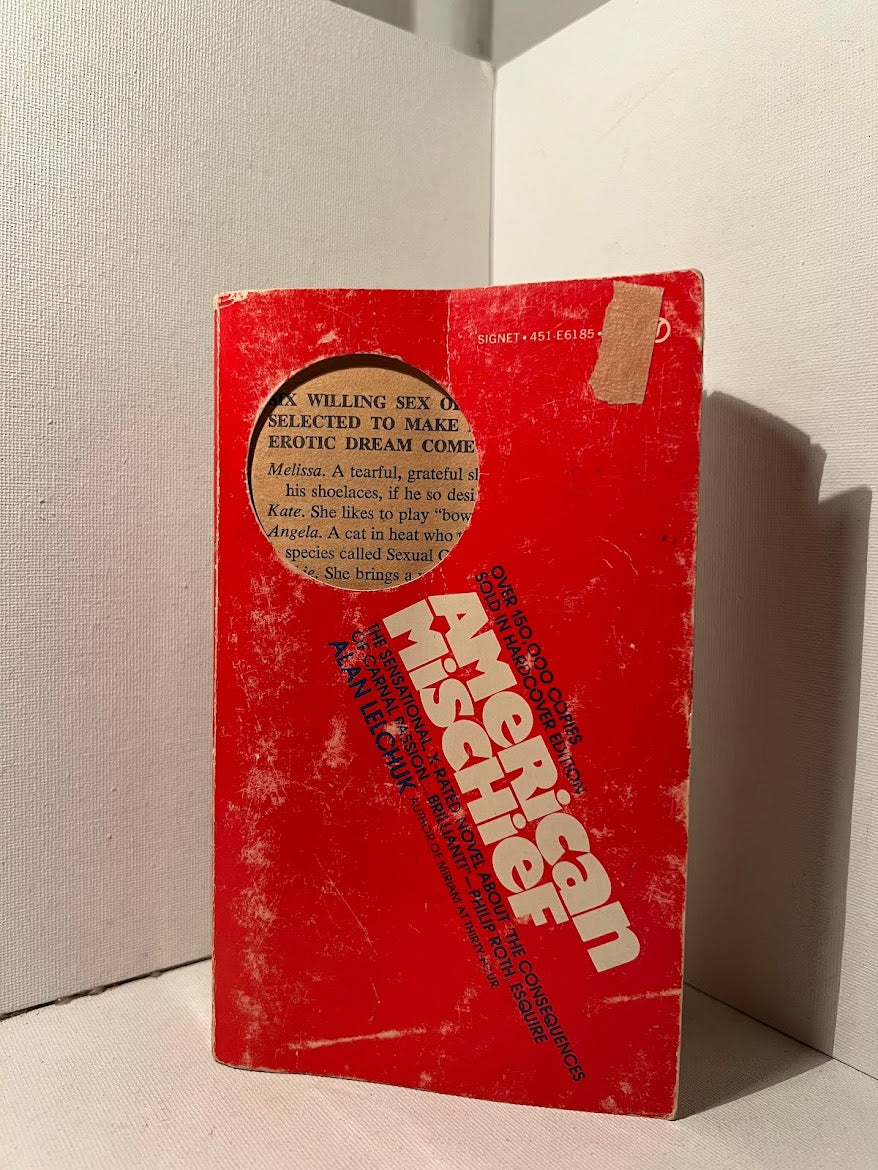 SIGNET • 451-E6185 •
SIX WILLING SEX
SELECTED TO MAKE
EROTIC DREAM COME
Melissa. A tearful, grateful
his shoelaces, if he so
Kate. She likes to play "bow
Angela. A cat in heat who
species called Sexual
She brings a
OVER 150,000 COPIES
SOLD IN HARDCOVER EDITION
AMERICAN
MISCHIEF
THE SENSATIONAL, X-RATED NOVEL ABOUT "THE CONSEQUENCES
OF CARNAL PASSION... BRILLIANT!"—PHILIP ROTH, ESQUIRE
ALAN LELCHUK AUTHOR OF MIRIAM AT THIRTY-FOUR